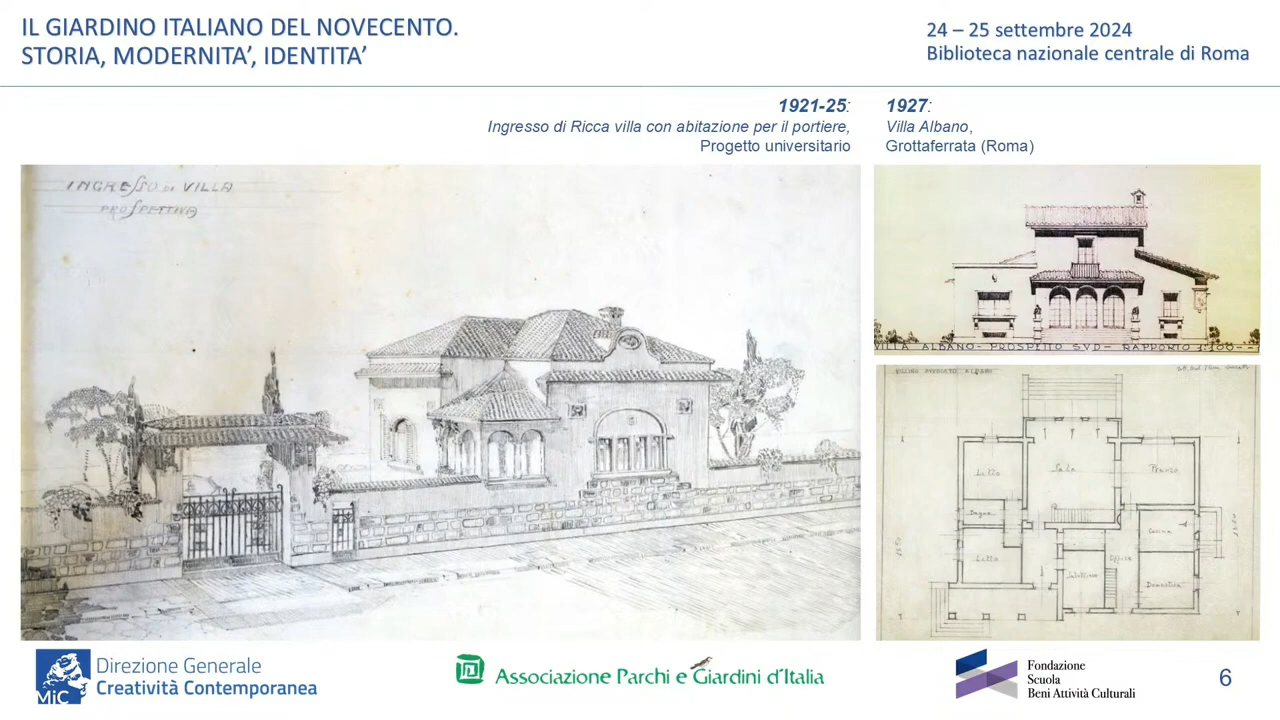 IL GIARDINO ITALIANO DEL NOVECENTO.
STORIA, MODERNITA’, IDENTITA’
24 – 25 settembre 2024
Biblioteca nazionale centrale di Roma
1921-25:
Ingresso di Ricca villa con abitazione per il portiere,
Progetto universitario
1927:
Villa Albano,
Grottaferrata (Roma)
INGRESSO DI VILLA
PROSPETTIVA
VILLA ALBANO - PROSPETTO SUD - RAPPORTO 1:100 -
Letto
Sala
Pranzo
Bagno
Cucina
Letto
Salottino
Office
Domestica
MiC
Direzione Generale
Creatività Contemporanea
Associazione Parchi e Giardini d'Italia
Fondazione
Scuola
Beni Attività Culturali
6